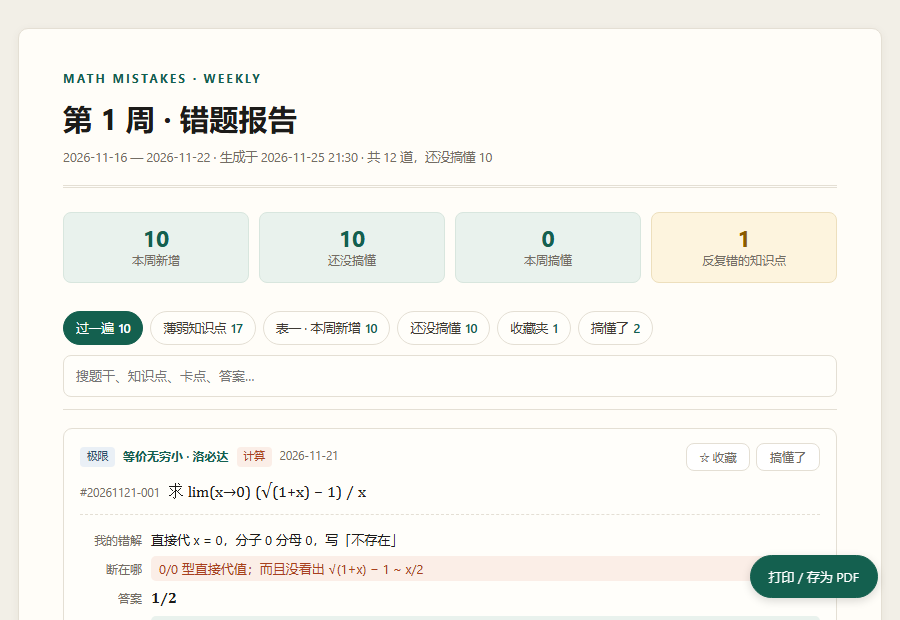 MATH MISTAKES · WEEKLY
第 1 周 · 错题报告
2026-11-16 — 2026-11-22 · 生成于 2026-11-25 21:30 · 共 12 道，还没搞懂 10
10 10 0 1
本周新增 还没搞懂 本周搞懂 反复错的知识点
过一遍 10 薄弱知识点 17 表一 · 本周新增 10 还没搞懂 10 收藏夹 1 搞懂了 2
搜题干、知识点、卡点、答案...
极限 等价无穷小 · 洛必达 计算 2026-11-21 ☆ 收藏 搞懂了
#20261121-001 求 lim(x→0) (√(1+x) − 1) / x
我的错解 直接代 x = 0，分子 0 分母 0，写「不存在」
断在哪 0/0 型直接代值；而且没看出 √(1+x) − 1 ~ x/2
打印 / 存为 PDF
答案 1/2